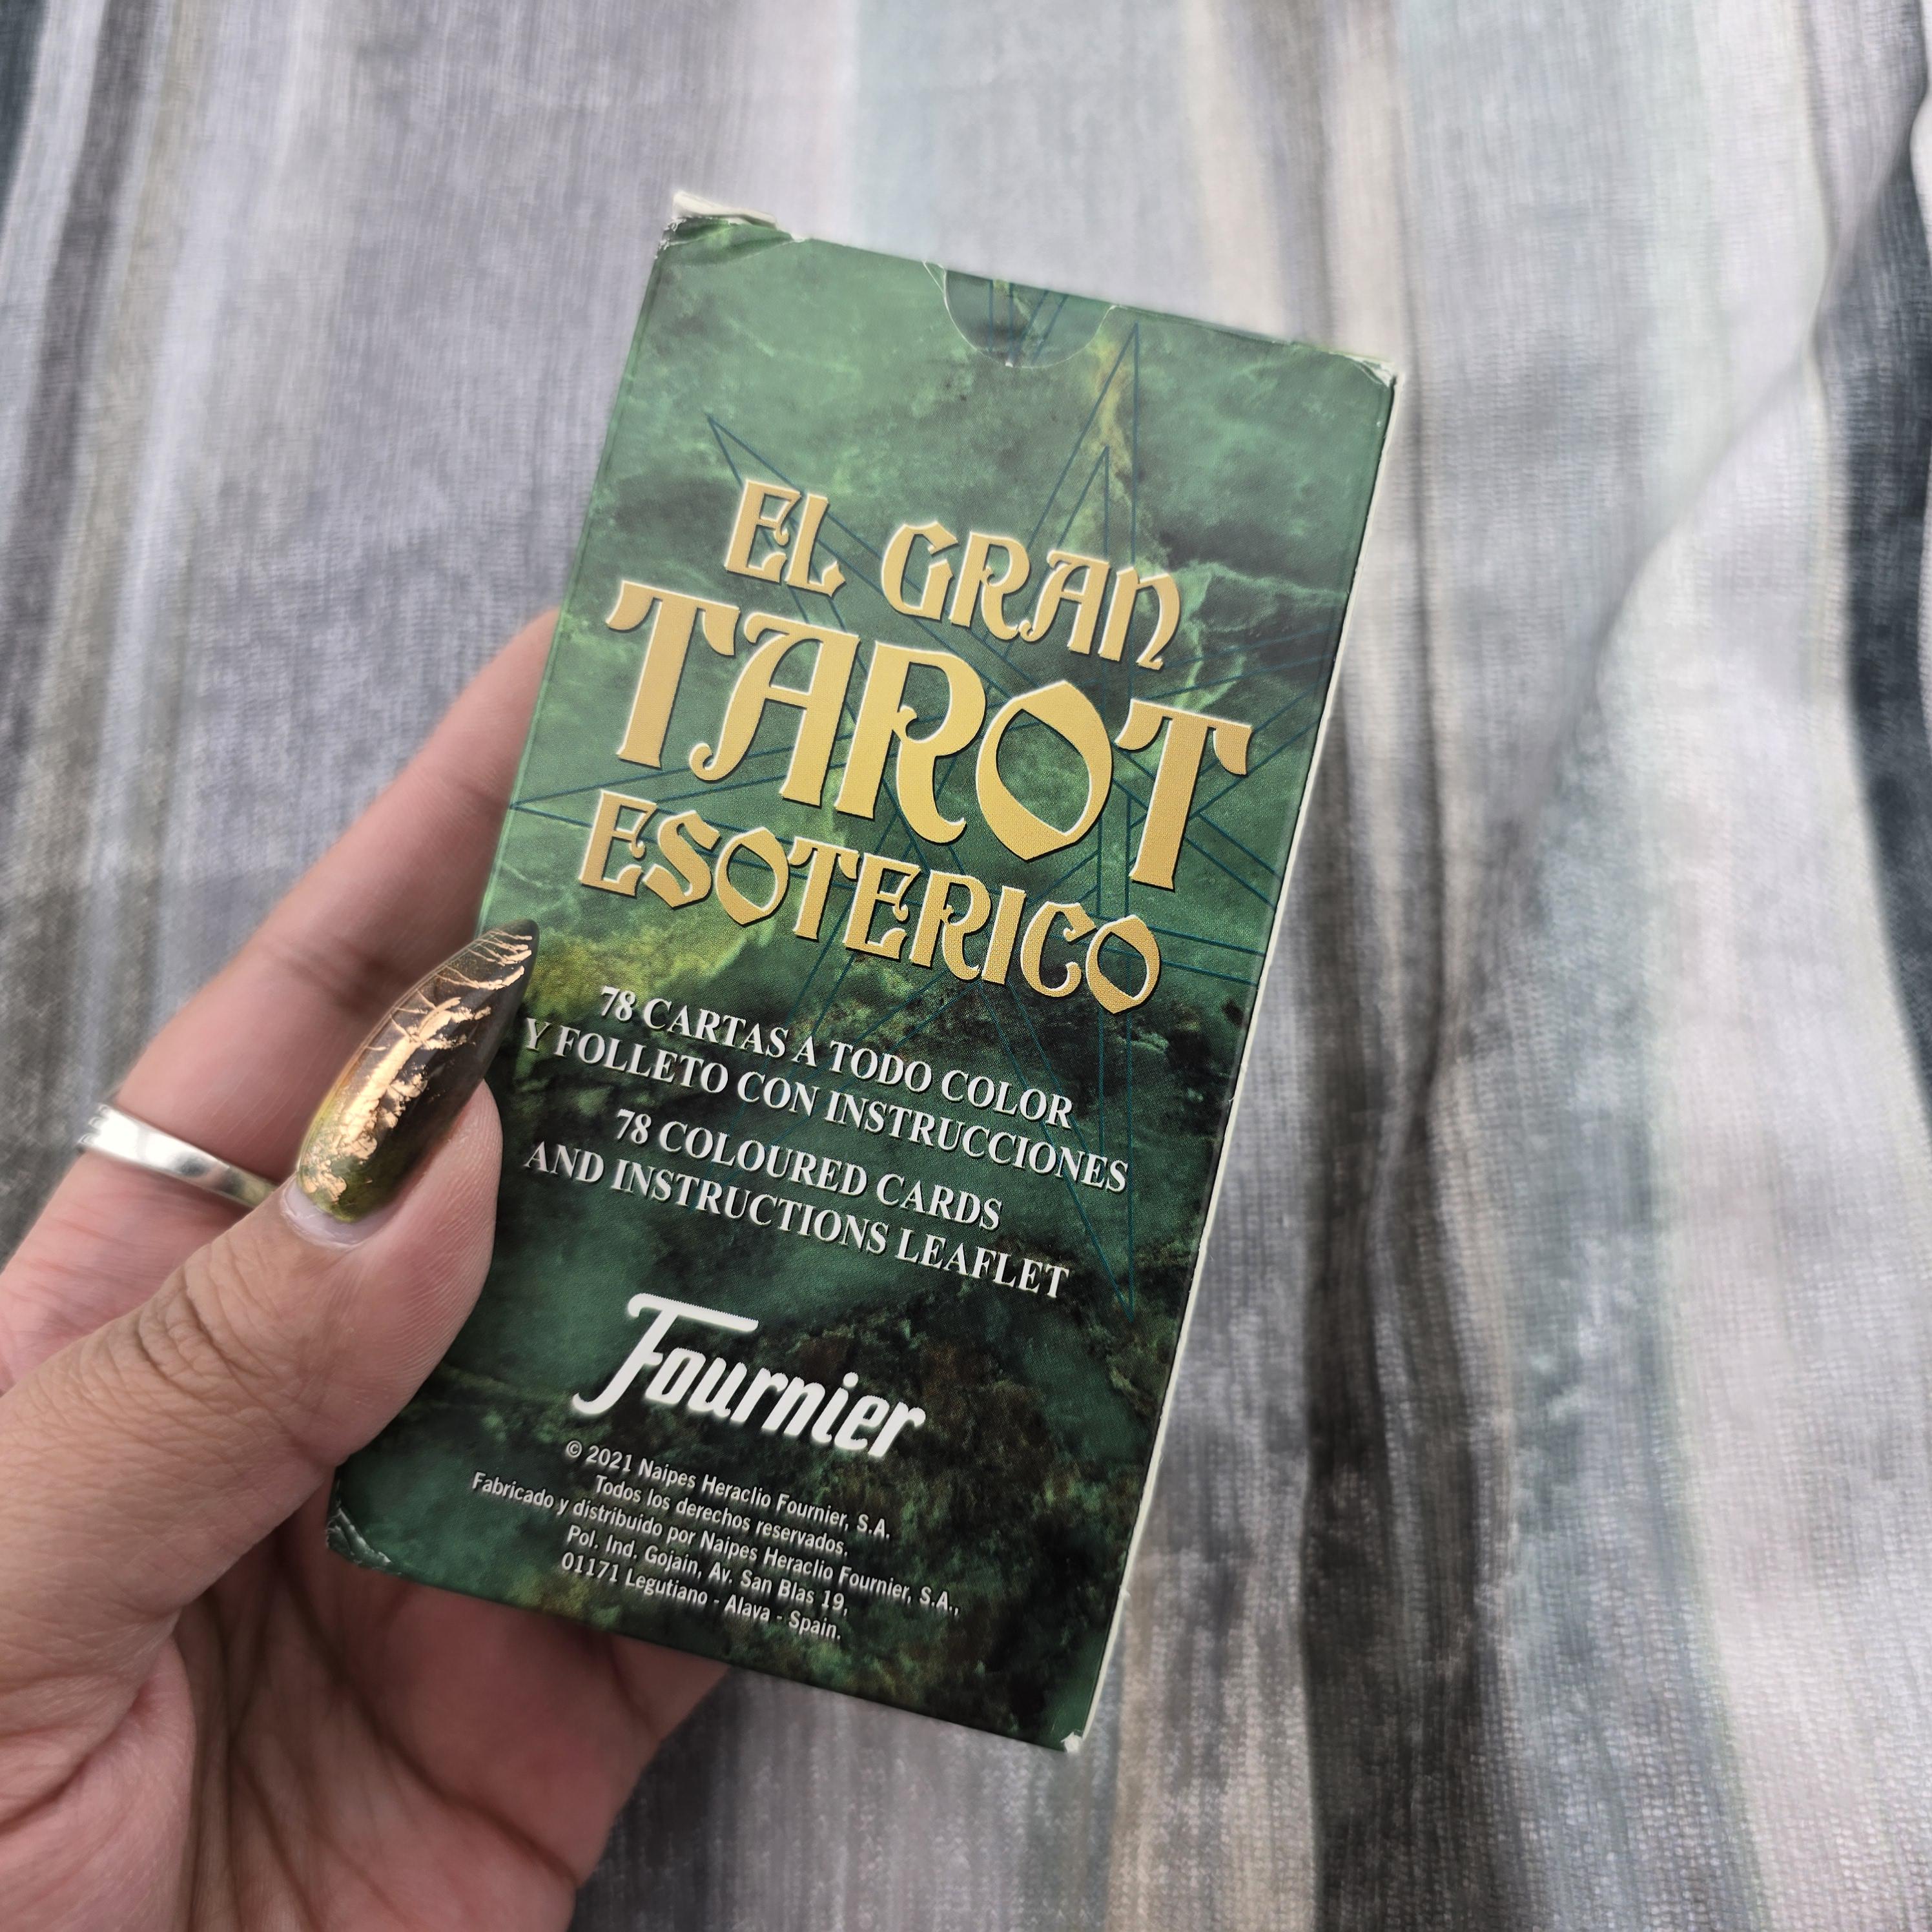 EL GRAN
TAROT
ESOTERICO
78 CARTAS A TODO COLOR
Y FOLLETO CON INSTRUCCIONES
78 COLOURED CARDS
AND INSTRUCTIONS LEAFLET
Fournier
© 2021 Naipes Heraclio Fournier, S.A.
Todos los derechos reservados.
Fabricado y distribuido por Naipes Heraclio Fournier, S.A.,
Pol. Ind. Gojain, Av. San Blas 19,
01171 Legutiano - Alava - Spain.